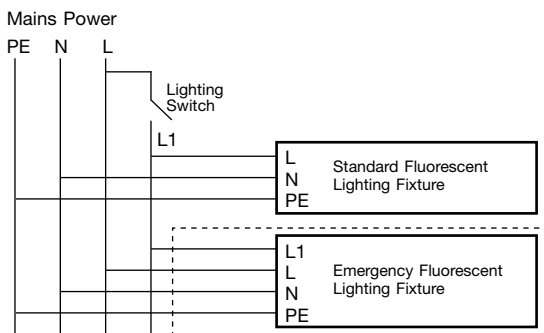 Mains Power
PE N L
Lighting
Switch
L1
L
N
PE
Standard Fluorescent
Lighting Fixture
L1
L
N
PE
Emergency Fluorescent
Lighting Fixture